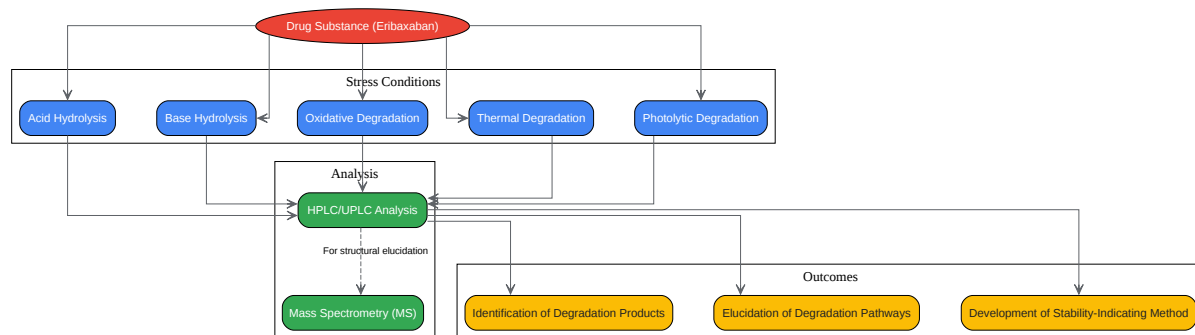 Drug Substance (Eribaxaban)
Stress Conditions
Acid Hydrolysis
Base Hydrolysis
Oxidative Degradation
Thermal Degradation
Photolytic Degradation
Analysis
HPLC/UPLC Analysis
For structural elucidation
Mass Spectrometry (MS)
Outcomes
Identification of Degradation Products
Elucidation of Degradation Pathways
Development of Stability-Indicating Method